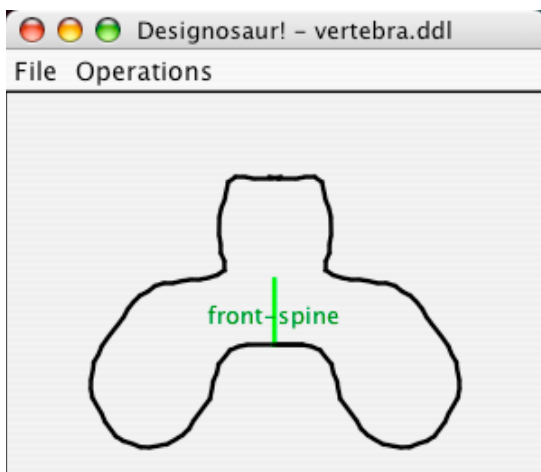 Designosaur! - vertebra.ddl
File Operations
front-spine